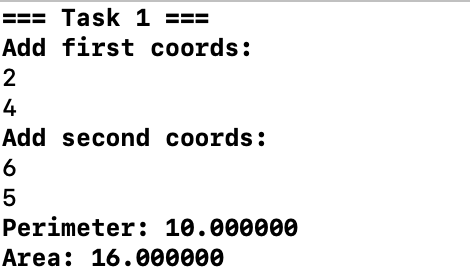 === Task 1 ===
Add first coords:
2
4
Add second coords:
6
5
Perimeter: 10.000000
Area: 16.000000